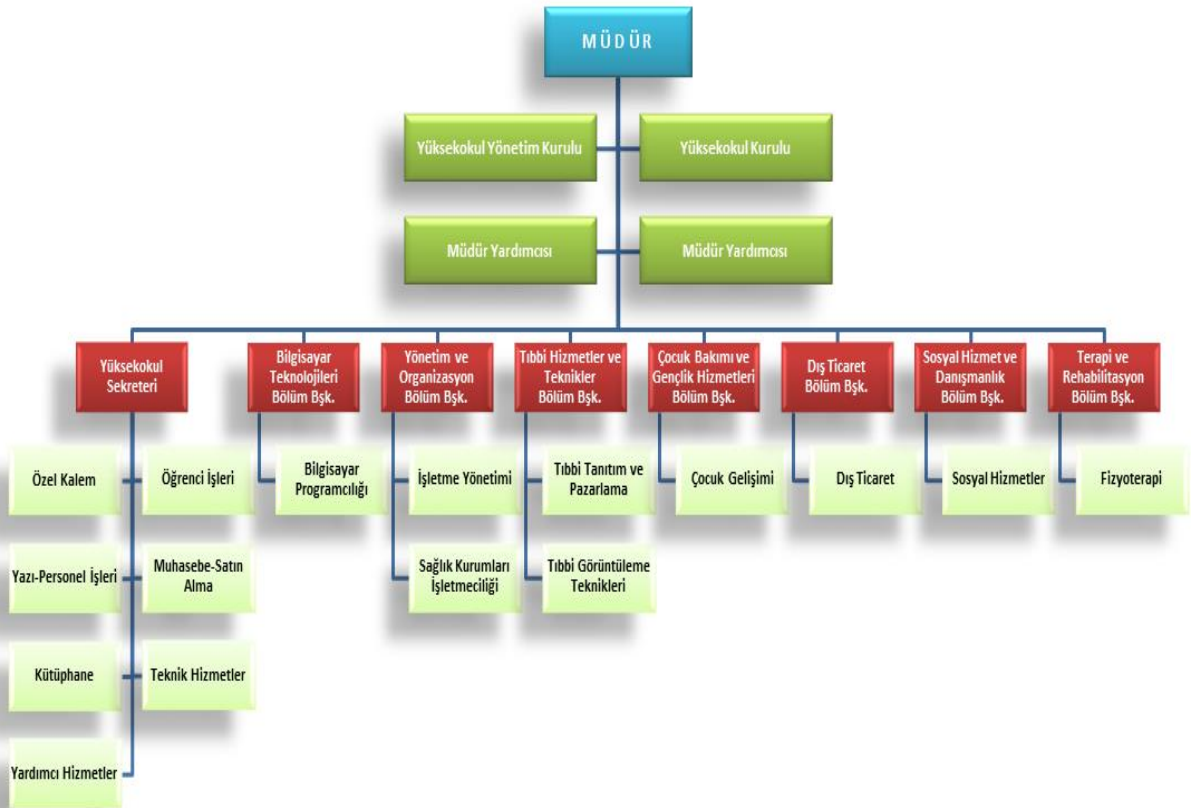 MÜDÜR
Yüksekokul Yönetim Kurulu
Yüksekokul Kurulu
Müdür Yardımcısı
Müdür Yardımcısı
Yüksekokul
Sekreteri
Bilgisayar
Teknolojileri
Bölüm Bşk.
Yönetim ve
Organizasyon
Bölüm Bşk.
Tıbbi Hizmetler ve
Teknikler
Bölüm Bşk.
Çocuk Bakımı ve
Gençlik Hizmetleri
Bölüm Bşk.
Dış Ticaret
Bölüm Bşk.
Sosyal Hizmet ve
Danışmanlık
Bölüm Bşk.
Terapi ve
Rehabilitasyon
Bölüm Bşk.
Özel Kalem
Öğrenci İşleri
Bilgisayar
Programcılığı
İşletme Yönetimi
Tıbbi Tanıtım ve
Pazarlama
Çocuk Gelişimi
Dış Ticaret
Sosyal Hizmetler
Fizyoterapi
Yazı-Personel İşleri
Muhasebe-Satın
Alma
Sağlık Kurumları
İşletmeciliği
Tıbbi Görüntüleme
Teknikleri
Kütüphane
Teknik Hizmetler
Yardımcı Hizmetler